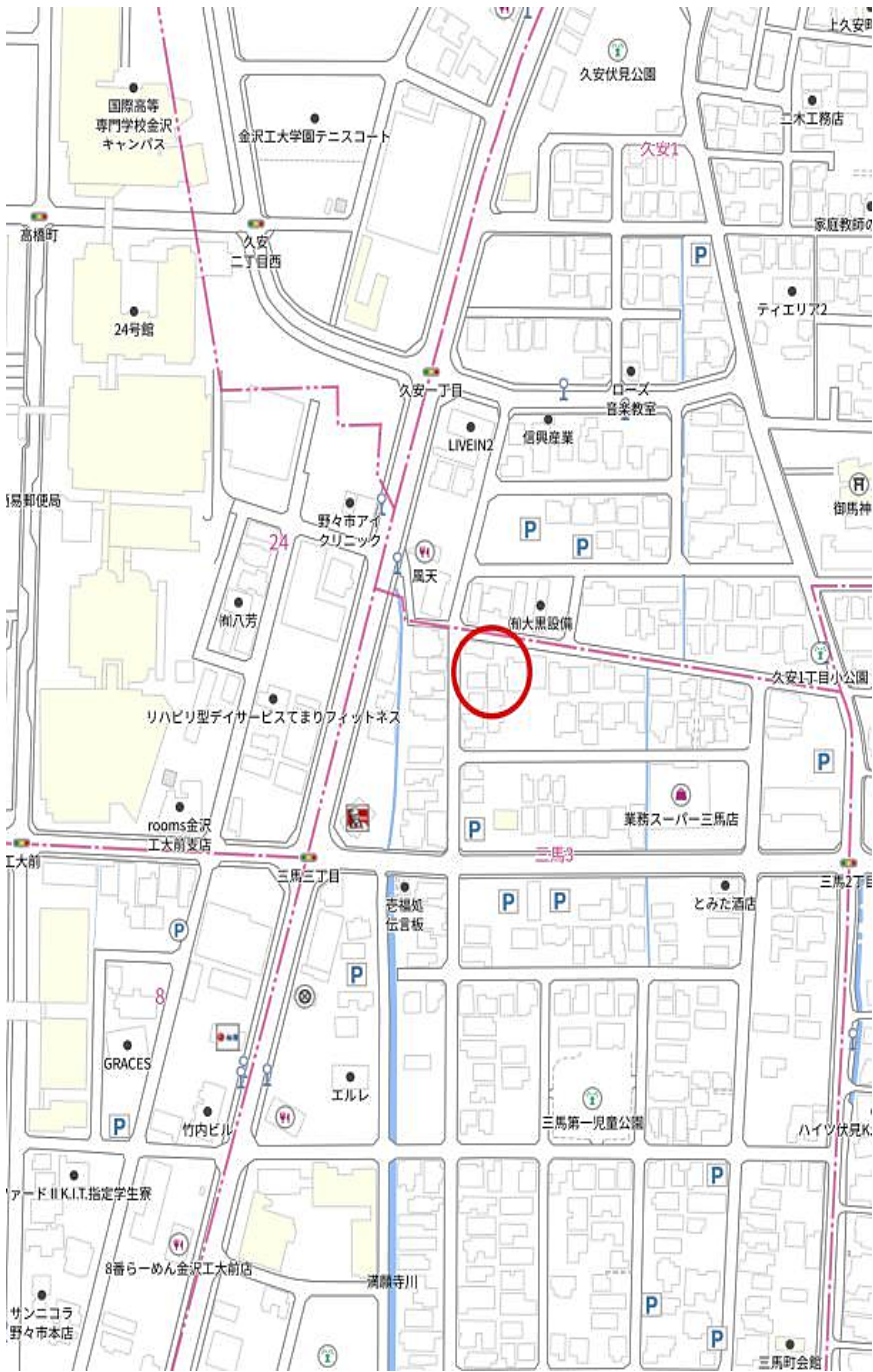 上久安町
久安伏見公園
国際高等
専門学校金沢
キャンパス
金沢工大学園テニスコート
二木工務店
久安1
高橋町
久安
二丁目西
家庭教師の
P
24号館
ティエリア2
久安一丁目
ローズ
音楽教室
LIVEIN2
信興産業
易郵便局
野々市アイ
クリニック
御馬神
24
P
P
風天
㈲八芳
㈲大黒設備
久安1丁目小公園
リハビリ型デイサービスてまりフィットネス
P
rooms金沢
工大前支店
業務スーパー三馬店
P
工大前
三馬3
三馬三丁目
三馬2丁目
壱福処
伝言板
P
P
とみた酒店
P
P
8
GRACES
エルレ
P
竹内ビル
三馬第一児童公園
ハイツ伏見K
ァードⅡK.I.T.指定学生寮
P
8番らーめん金沢工大前店
満願寺川
サンニコラ
野々市本店
P
P
三馬町会館